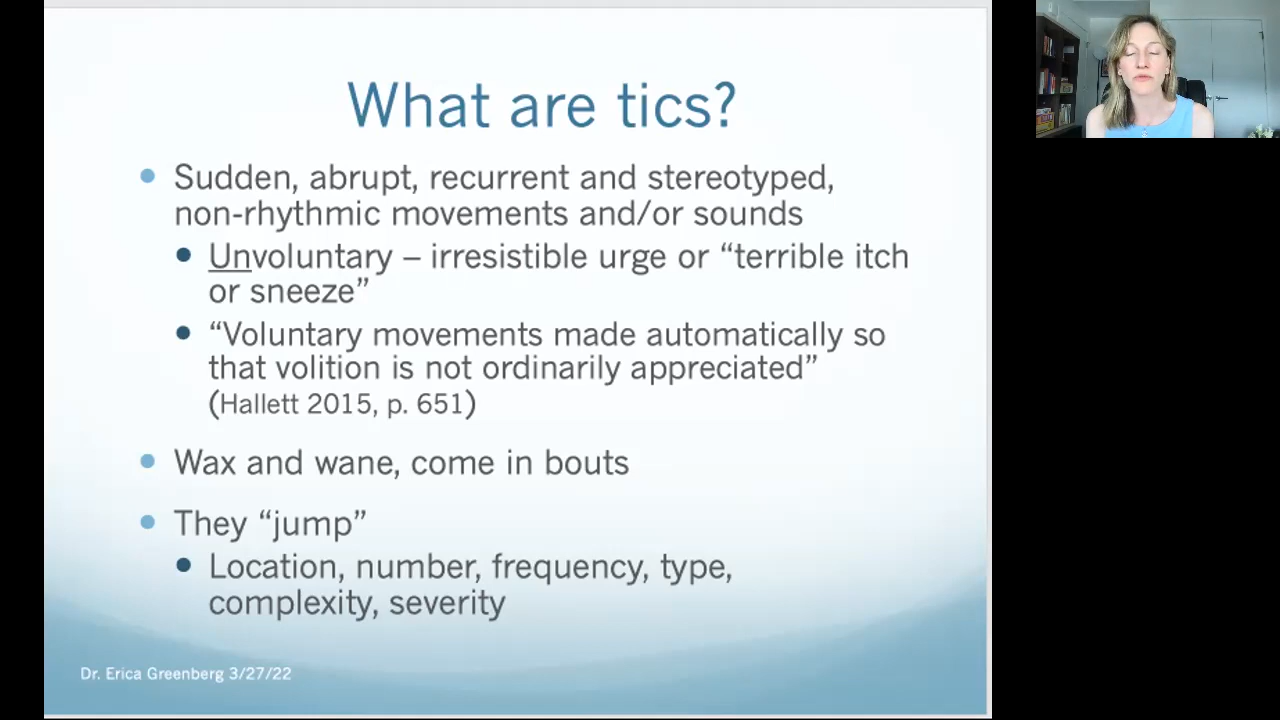 What are tics?
Sudden, abrupt, recurrent and stereotyped,
non-rhythmic movements and/or sounds
Unvoluntary – irresistible urge or “terrible itch
or sneeze”
“Voluntary movements made automatically so
that volition is not ordinarily appreciated”
(Hallett 2015, p. 651)
Wax and wane, come in bouts
They “jump”
Location, number, frequency, type,
complexity, severity
Dr. Erica Greenberg 3/27/22